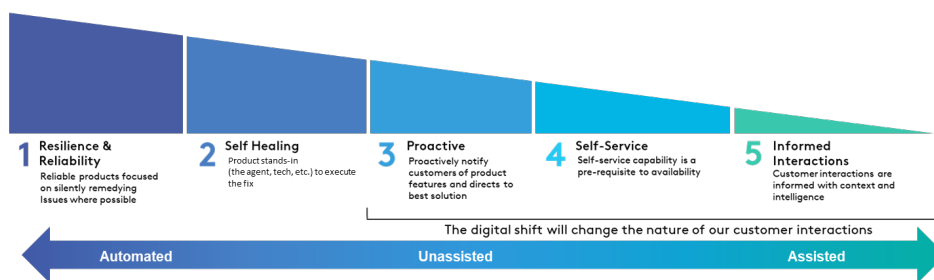 1 Resilience &
Reliability
Reliable products focused
on silently remedying
Issues where possible
2 Self Healing
Product stands-in
(the agent, tech, etc.) to execute
the fix
3 Proactive
Proactively notify
customers of product
features and directs to
best solution
4 Self-Service
Self-service capability is a
pre-requisite to availability
5 Informed
Interactions
Customer interactions are
informed with context and
intelligence
The digital shift will change the nature of our customer interactions
Automated
Unassisted
Assisted